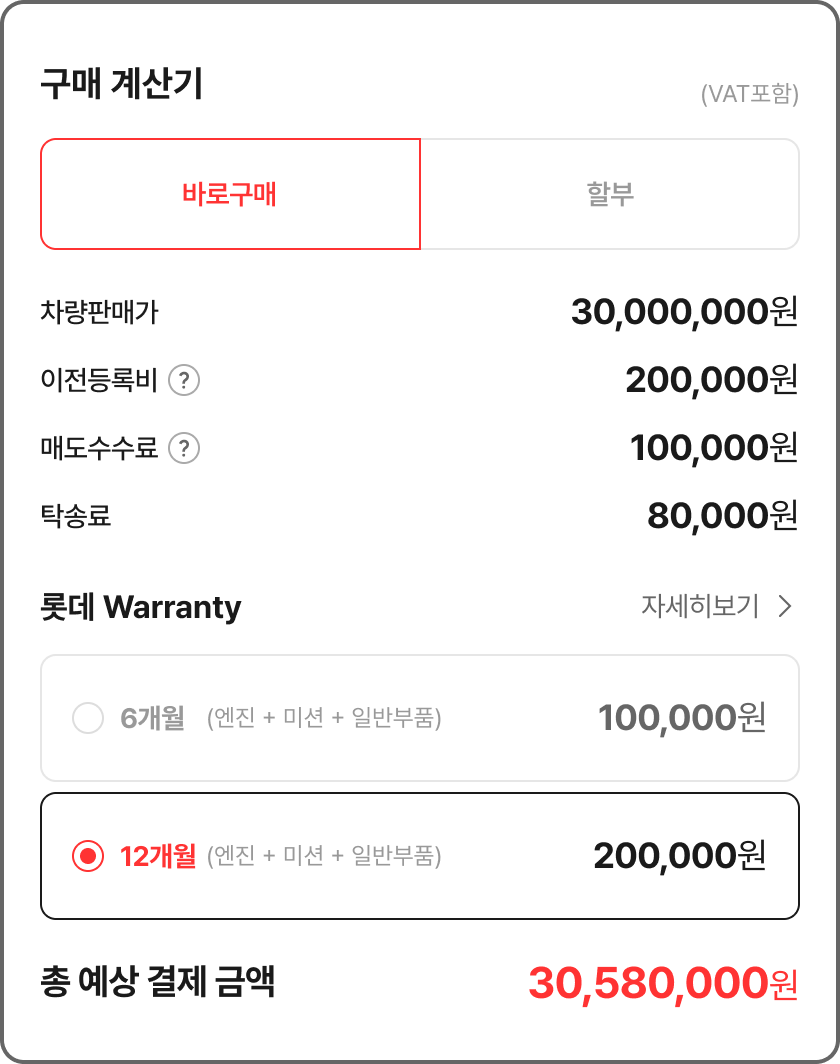 구매 계산기
(VAT포함)
바로구매 할부
차량판매가 30,000,000원
이전등록비 ? 200,000원
매도수수료 ? 100,000원
탁송료 80,000원
롯데 Warranty 자세히보기
6개월 (엔진 + 미션 + 일반부품) 100,000원
12개월 (엔진 + 미션 + 일반부품) 200,000원
총 예상 결제 금액 30,580,000원